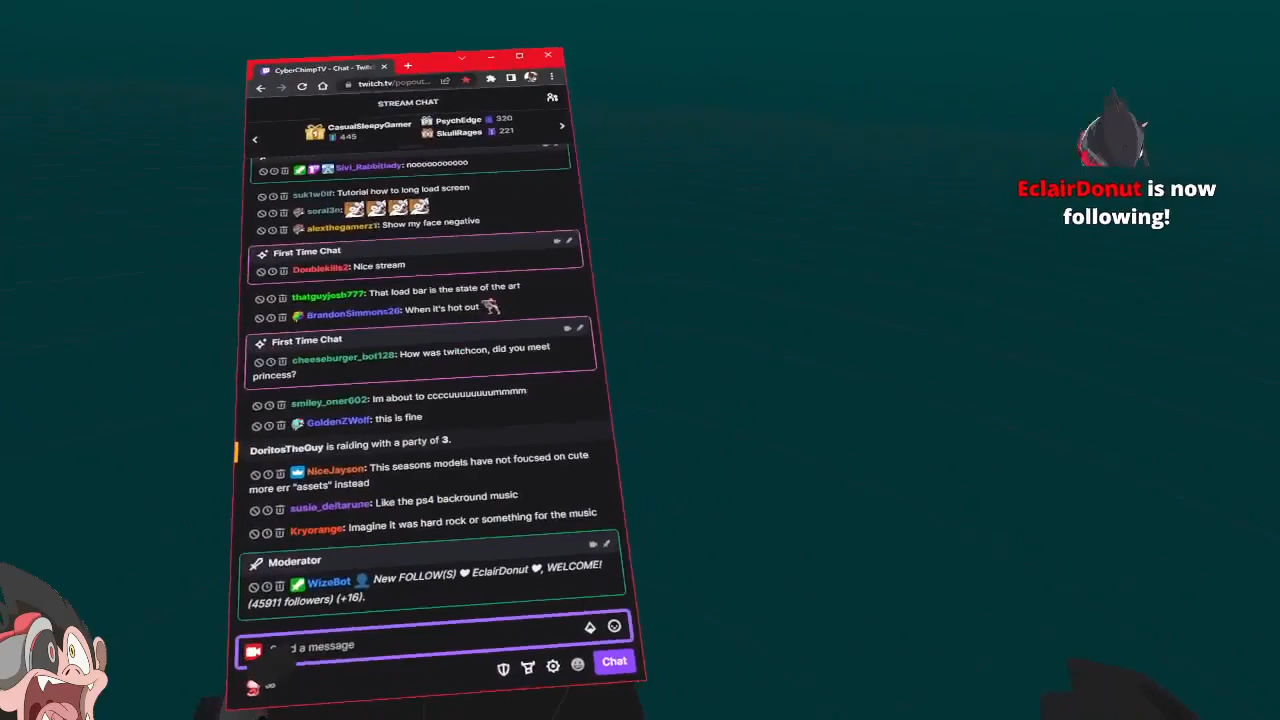 CyberChimpTV - Chat - Twit
twitch.tv/popout...
STREAM CHAT
CasualSleepyGamer
445
PsychEdge 320
SkullRages 221
Sivi_Rabbitlady: nooooooooooo
suk1w0lf: Tutorial how to long load screen
soral3n:
alexthegamerz1: Show my face negative
First Time Chat
Doublekills2: Nice stream
thatguyjosh777: That load bar is the state of the art
BrandonSimmons26: When it's hot out
First Time Chat
cheeseburger_bot128: How was twitchcon, did you meet
princess?
smiley_oner602: Im about to ccccuuuuuuuummmm
GoldenZWolf: this is fine
DoritosTheGuy is raiding with a party of 3.
NiceJayson: This seasons models have not foucsed on cute
more err "assets" instead
susie_deltarune: Like the ps4 backround music
Kryorange: Imagine it was hard rock or something for the music
Moderator
WizeBot New FOLLOW(S) ❤ EclairDonut ❤, WELCOME!
(45911 followers) (+16).
d a message
Chat
EclairDonut is now
following!